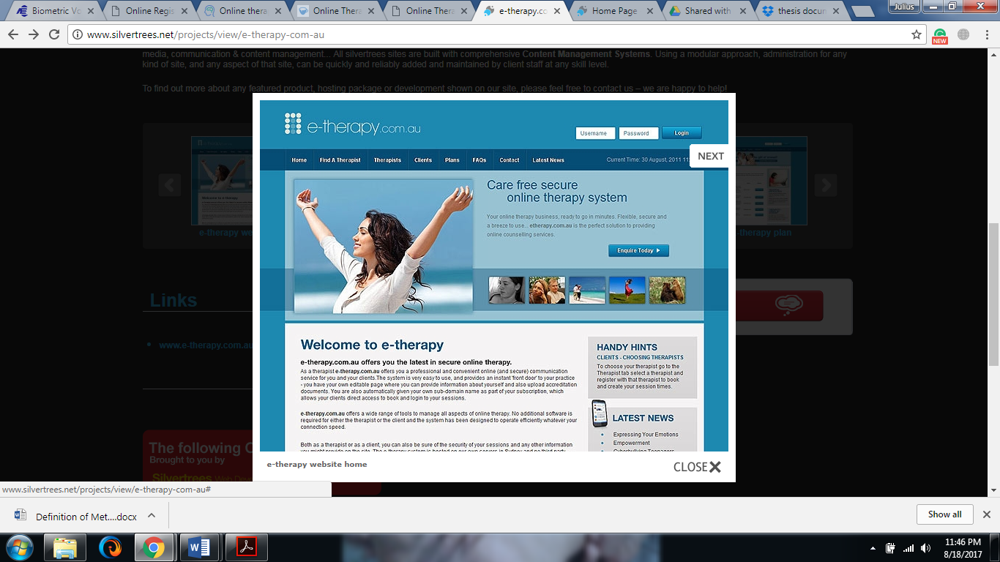 Biometric Vo
Online Regis
Online thera
Online Thera
Online Thera
e-therapy.co
Home Page
Shared with
thesis docun
Julius
www.silvertrees.net/projects/view/e-therapy-com-au
NEW
media, communication & content management... All silvertrees sites are built with comprehensive Content Management Systems. Using a modular approach, administration for any
kind of site, and any aspect of that site, can be quickly and reliably added and maintained by client staff at any skill level.
To find out more about any featured product, hosting package or development shown on our site, please feel free to contact us – we are happy to help!
e-therapy.com.au
Username
Password
Login
Home
Find A Therapist
Therapists
Clients
Plans
FAQs
Contact
Latest News
Current Time: 30 August, 2011 11:
NEXT
Care free secure
online therapy system
Your online therapy business, ready to go in minutes. Flexible, secure and
a breeze to use... etherapy.com.au is the perfect solution to providing
online counselling services.
Enquire Today
e-therapy we
-therapy plan
Links
www.e-therapy.com.au
Welcome to e-therapy
e-therapy.com.au offers you the latest in secure online therapy.
As a therapist e-therapy.com.au offers you a professional and convenient online (and secure) communication
service for you and your clients.The system is very easy to use, and provides an instant 'front door' to your practice
- you have your own editable page where you can provide information about yourself and also upload accreditation
documents. You are also automatically given your own sub-domain name as part of your subscription, which
allows your clients direct access to book and login to your sessions.
e-therapy.com.au offers a wide range of tools to manage all aspects of online therapy. No additional software is
required for either the therapist or the client and the system has been designed to operate efficiently whatever your
connection speed.
Both as a therapist or as a client, you can also be sure of the security of your sessions and any other information
you might provide on the site. The e-therapy system is hosted on our own servers in Sydney and no third party
HANDY HINTS
CLIENTS - CHOOSING THERAPISTS
To choose your therapist go to the
Therapist tab select a therapist and
register with that therapist to book
and create your session times.
LATEST NEWS
Expressing Your Emotions
Empowerment
Cyberbullying Teenagers
The following O
Brought to you by
Silvertrees Web Deve
e-therapy website home
CLOSE
www.silvertrees.net/projects/view/e-therapy-com-au#
Definition of Met....docx
Show all
11:46 PM
8/18/2017